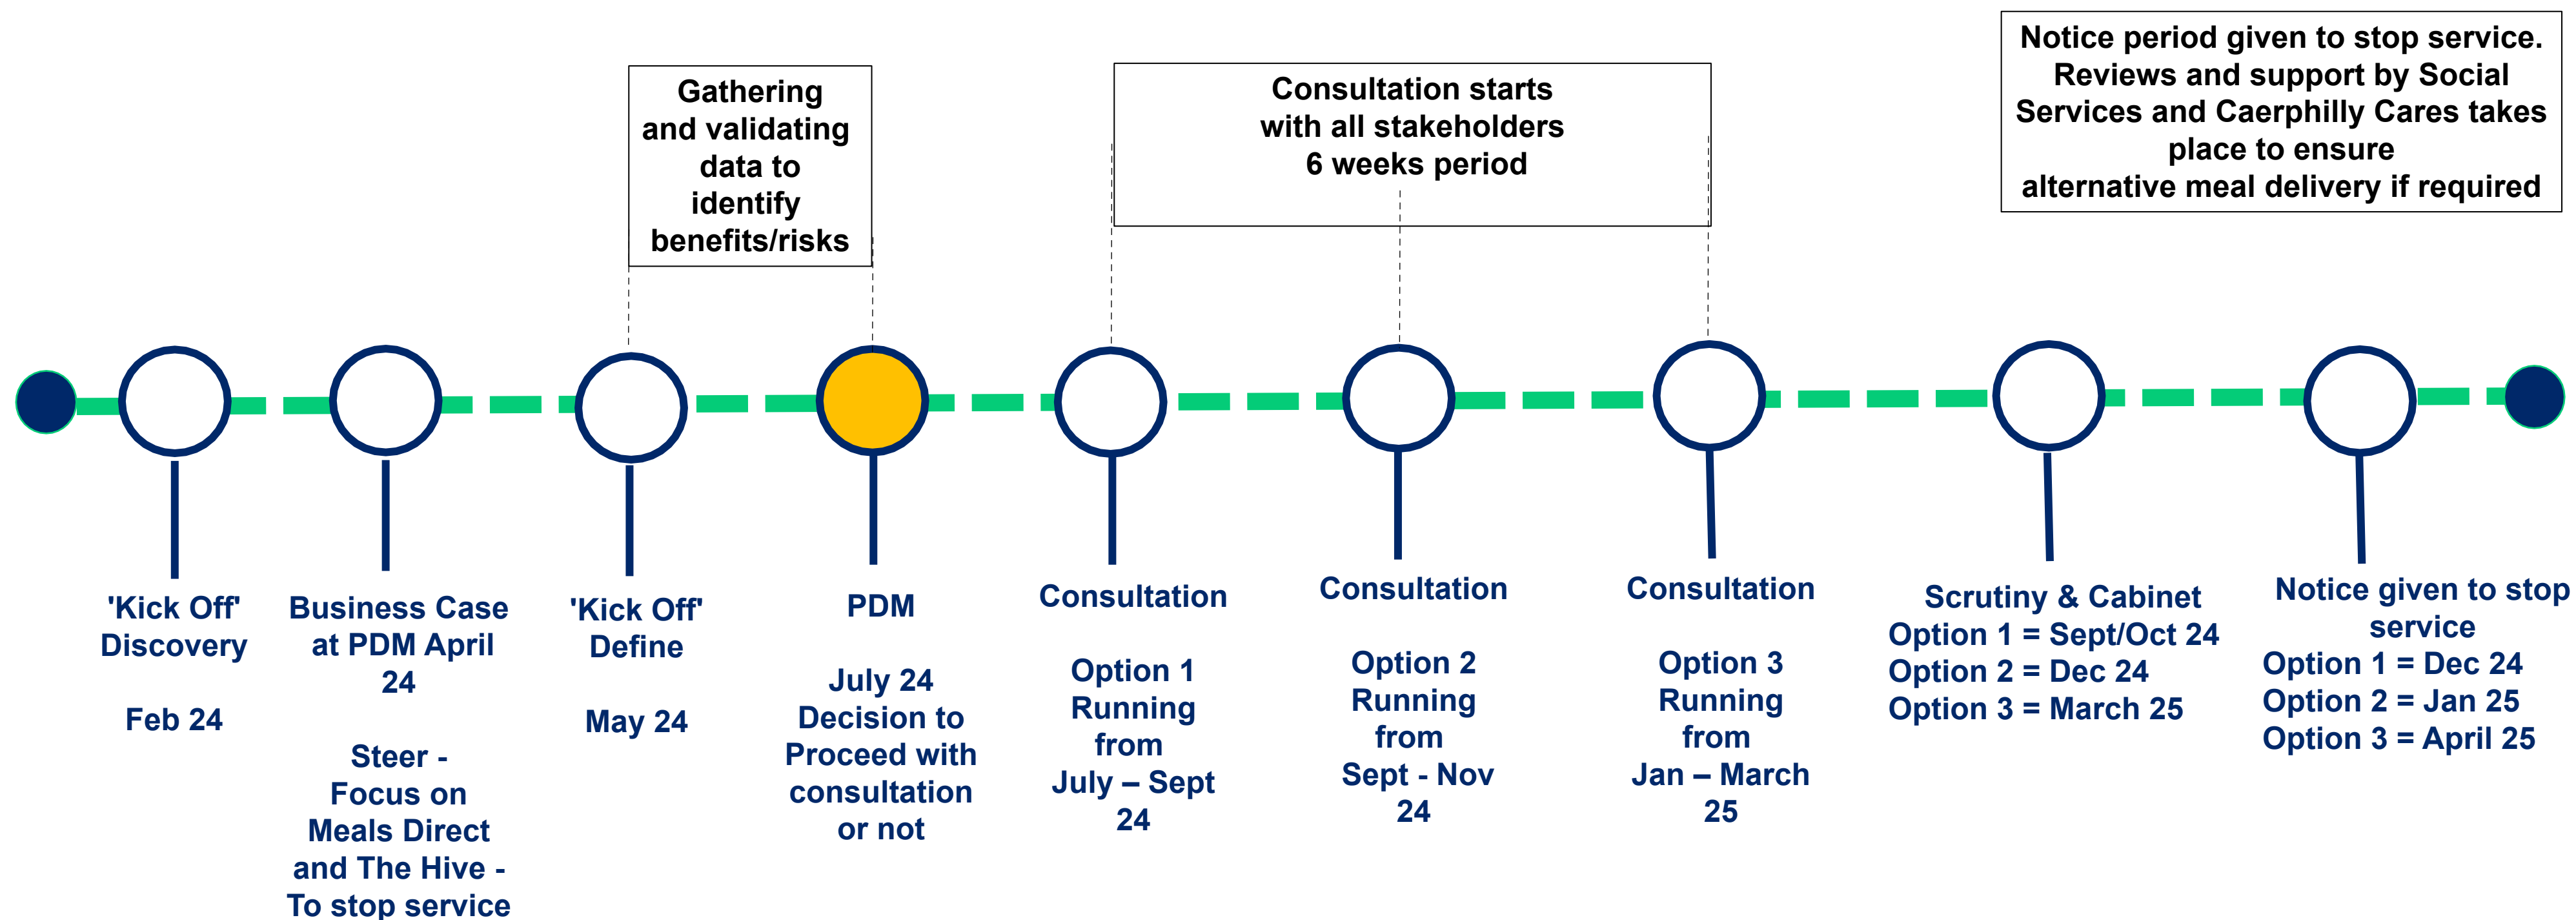 Gathering
and validating
data to
identify
benefits/risks
Consultation starts
with all stakeholders
6 weeks period
Notice period given to stop service.
Reviews and support by Social
Services and Caerphilly Cares takes
place to ensure
alternative meal delivery if required
'Kick Off'
Discovery
Feb 24
Business Case
at PDM April
24
Steer -
Focus on
Meals Direct
and The Hive -
To stop service
'Kick Off'
Define
May 24
PDM
July 24
Decision to
Proceed with
consultation
or not
Consultation
Option 1
Running
from
July – Sept
24
Consultation
Option 2
Running
from
Sept - Nov
24
Consultation
Option 3
Running
from
Jan – March
25
Scrutiny & Cabinet
Option 1 = Sept/Oct 24
Option 2 = Dec 24
Option 3 = March 25
Notice given to stop
service
Option 1 = Dec 24
Option 2 = Jan 25
Option 3 = April 25